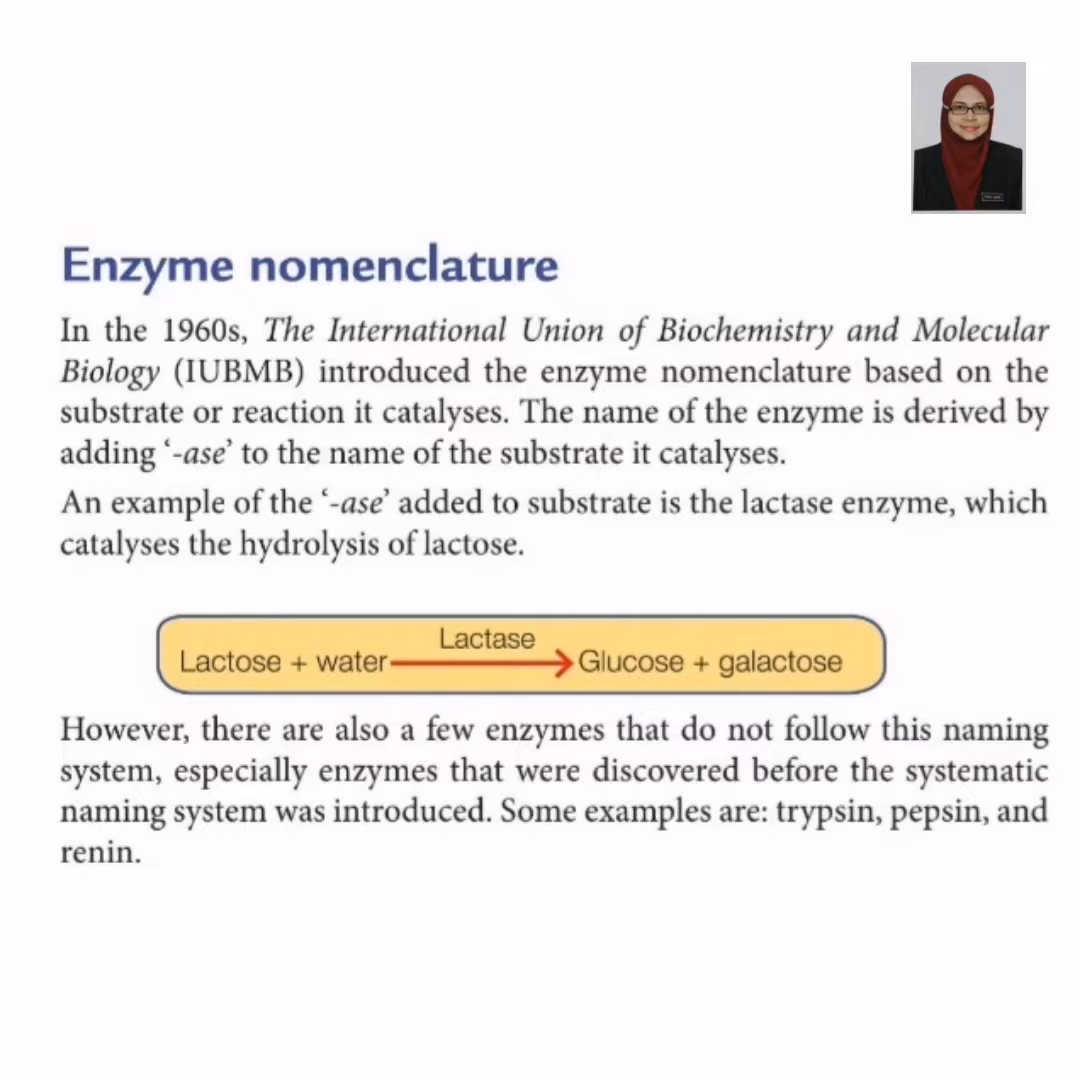 Enzyme nomenclature
In the 1960s, The International Union of Biochemistry and Molecular
Biology (IUBMB) introduced the enzyme nomenclature based on the
substrate or reaction it catalyses. The name of the enzyme is derived by
adding ‘-ase’ to the name of the substrate it catalyses.
An example of the ‘-ase’ added to substrate is the lactase enzyme, which
catalyses the hydrolysis of lactose.
Lactase
Lactose + water Glucose + galactose
However, there are also a few enzymes that do not follow this naming
system, especially enzymes that were discovered before the systematic
naming system was introduced. Some examples are: trypsin, pepsin, and
renin.